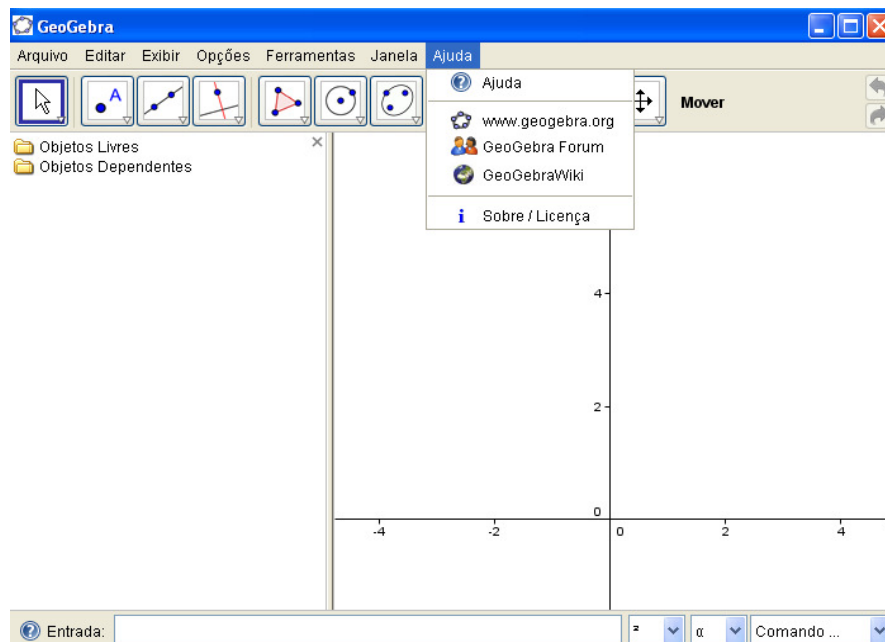 GeoGebra
Arquivo Editar Exibir Opções Ferramentas Janela Ajuda
Ajuda
www.geogebra.org
GeoGebra Forum
GeoGebraWiki
Sobre / Licença
A
Mover
Objetos Livres
Objetos Dependentes
4
2
0
-4 -2 0 2 4
Entrada: ² α Comando ...